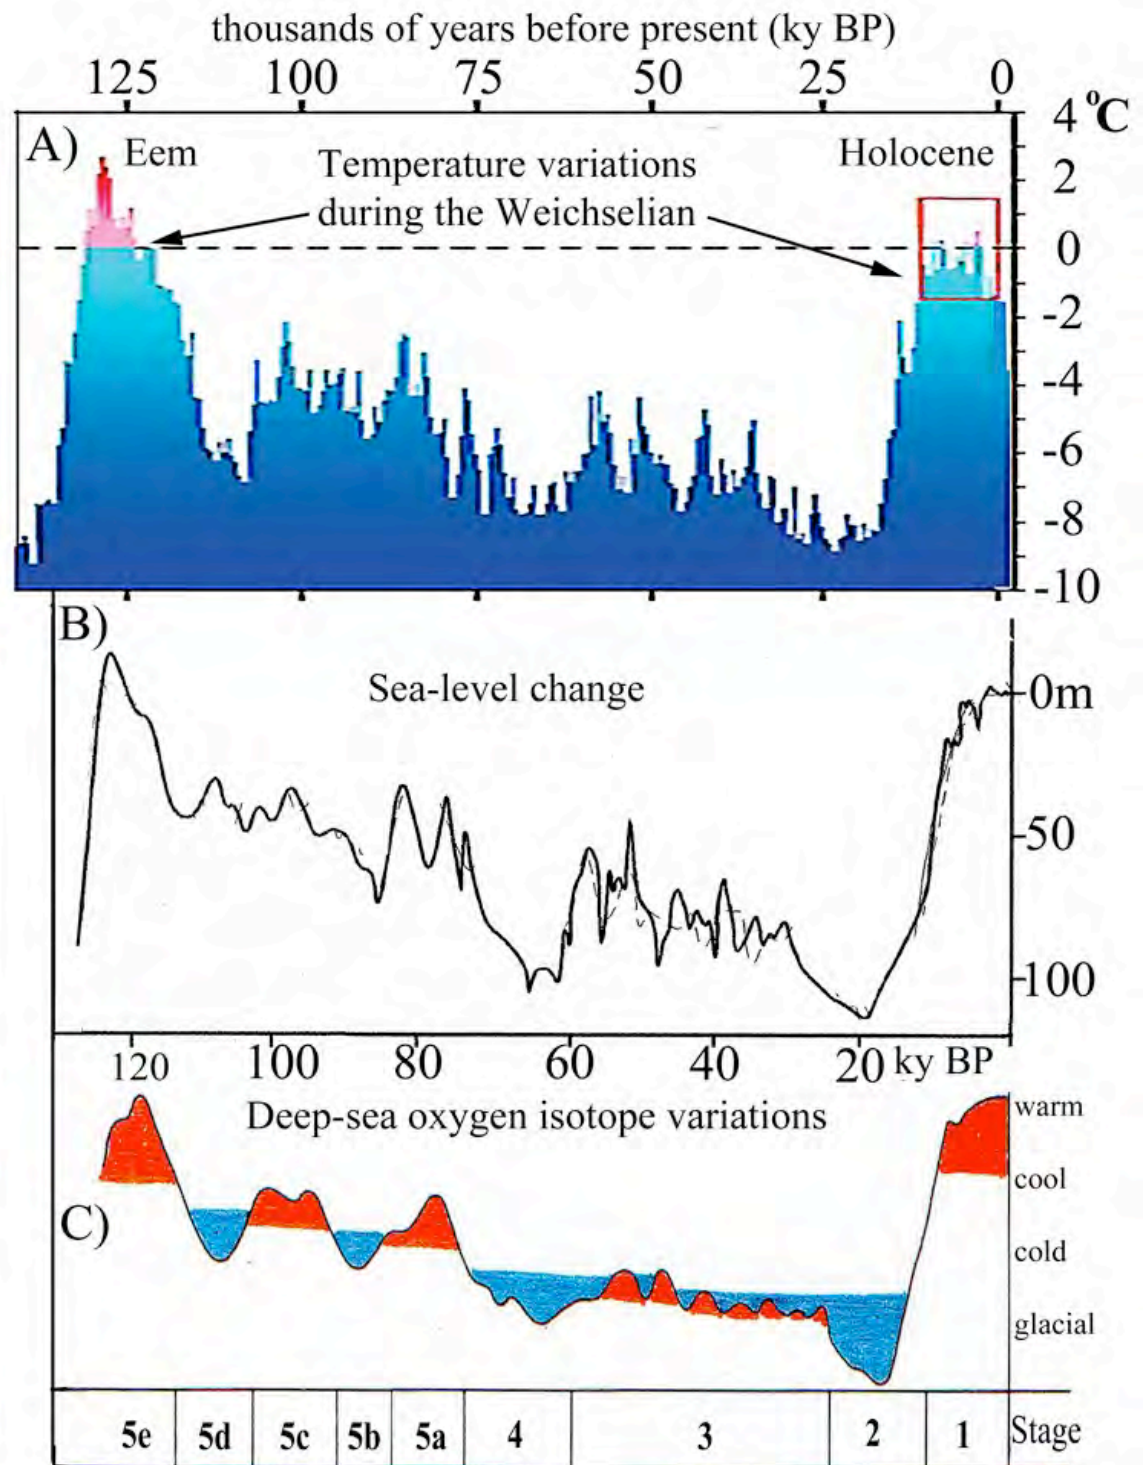 thousands of years before present (ky BP)
125 100 75 50 25 0
4 °C
A) Eem Holocene
Temperature variations
during the Weichselian
2
0
-2
-4
-6
-8
-10
B)
Sea-level change
0m
50
100
120 100 80 60 40 20 ky BP
Deep-sea oxygen isotope variations
warm
cool
C)
cold
glacial
5e 5d 5c 5b 5a 4 3 2 1 Stage